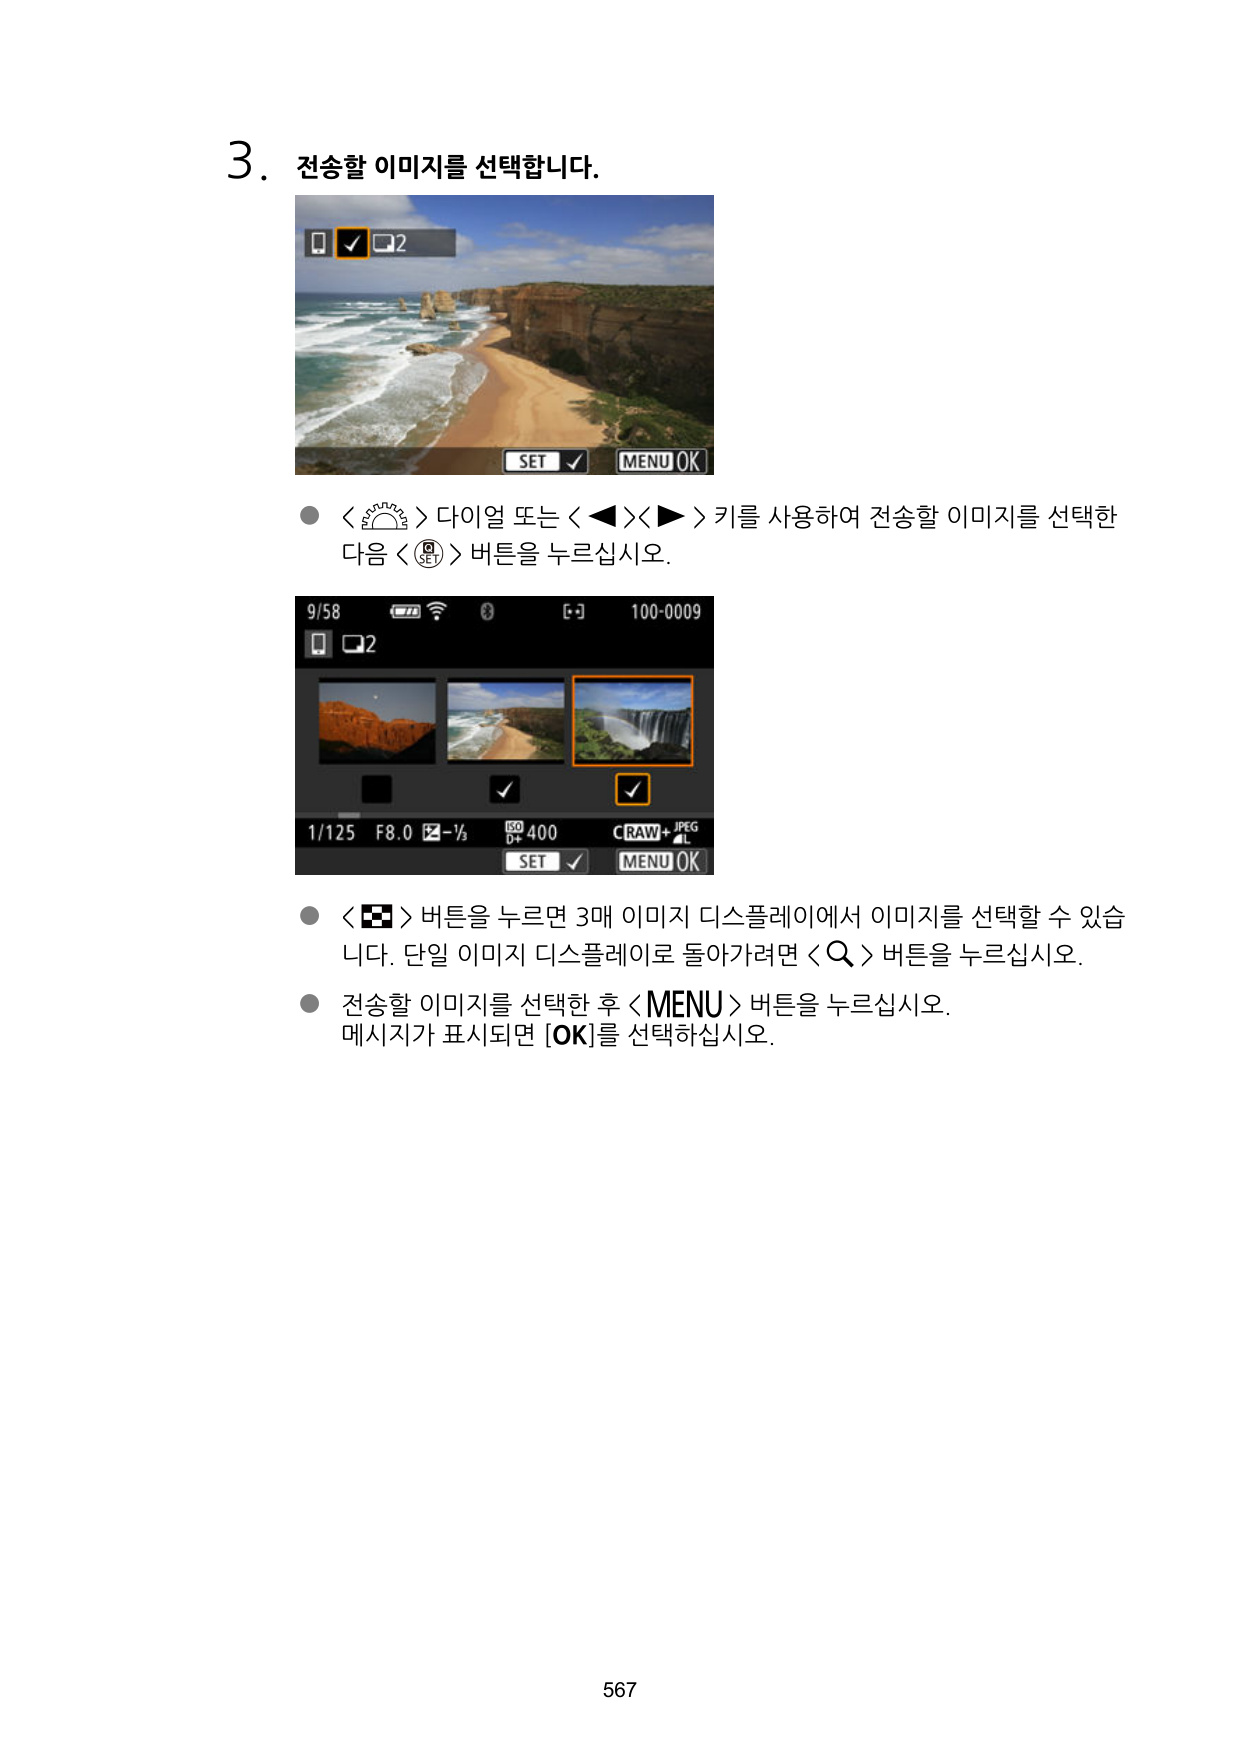 3. 전송할 이미지를 선택합니다.
2
SET MENU OK
< > 다이얼 또는 < ◀ >< ▶ > 키를 사용하여 전송할 이미지를 선택한
다음 < Q SET > 버튼을 누르십시오.
9/58 100-0009
2
1/125 F8.0 -1/3 ISO D+ 400 CRAW+JPEG L
SET MENU OK
< > 버튼을 누르면 3매 이미지 디스플레이에서 이미지를 선택할 수 있습
니다. 단일 이미지 디스플레이로 돌아가려면 < > 버튼을 누르십시오.
전송할 이미지를 선택한 후 < MENU > 버튼을 누르십시오.
메시지가 표시되면 [OK]를 선택하십시오.
567